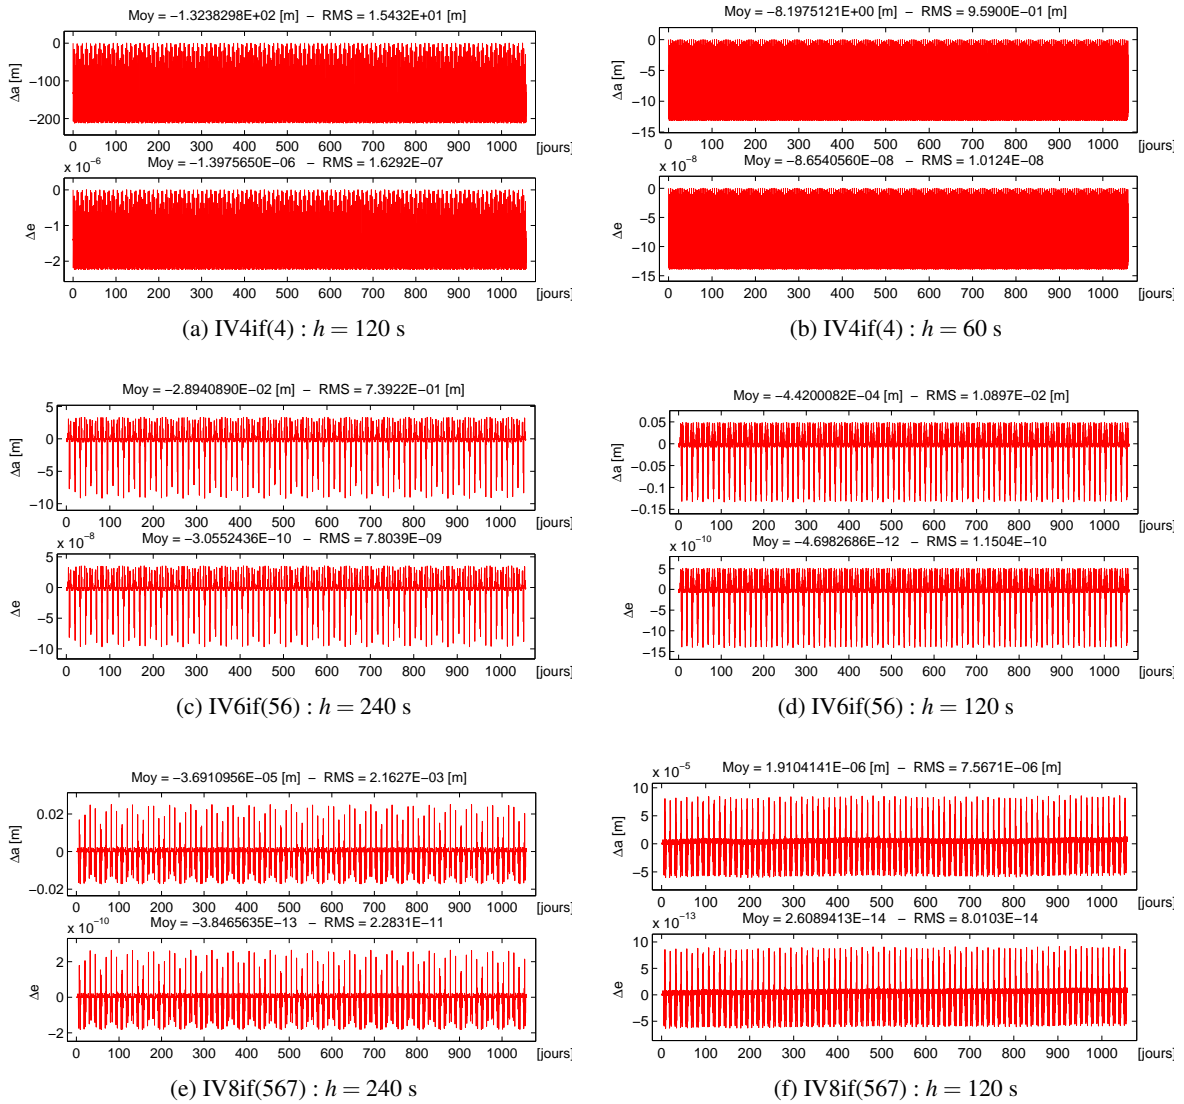 Moy = −1.3238298E+02 [m] − RMS = 1.5432E+01 [m]
0
−100
−200
Δa [m]
0 100 200 300 400 500 600 700 800 900 1000 [jours]
x 10−6
Moy = −1.3975650E−06 − RMS = 1.6292E−07
0
−1
−2
Δe
0 100 200 300 400 500 600 700 800 900 1000 [jours]
(a) IV4if(4) : h = 120 s
Moy = −8.1975121E+00 [m] − RMS = 9.5900E−01 [m]
0
−5
−10
−15
Δa [m]
0 100 200 300 400 500 600 700 800 900 1000 [jours]
x 10−8
Moy = −8.6540560E−08 − RMS = 1.0124E−08
0
−5
−10
−15
Δe
0 100 200 300 400 500 600 700 800 900 1000 [jours]
(b) IV4if(4) : h = 60 s
Moy = −2.8940890E−02 [m] − RMS = 7.3922E−01 [m]
5
0
−5
−10
Δa [m]
0 100 200 300 400 500 600 700 800 900 1000 [jours]
x 10−8
Moy = −3.0552436E−10 − RMS = 7.8039E−09
5
0
−5
−10
Δe
0 100 200 300 400 500 600 700 800 900 1000 [jours]
(c) IV6if(56) : h = 240 s
Moy = −4.4200082E−04 [m] − RMS = 1.0897E−02 [m]
0.05
0
−0.05
−0.1
−0.15
Δa [m]
0 100 200 300 400 500 600 700 800 900 1000 [jours]
x 10−10
Moy = −4.6982686E−12 − RMS = 1.1504E−10
5
0
−5
−10
−15
Δe
0 100 200 300 400 500 600 700 800 900 1000 [jours]
(d) IV6if(56) : h = 120 s
Moy = −3.6910956E−05 [m] − RMS = 2.1627E−03 [m]
0.02
0
−0.02
Δa [m]
0 100 200 300 400 500 600 700 800 900 1000 [jours]
x 10−10
Moy = −3.8465635E−13 − RMS = 2.2831E−11
2
0
−2
Δe
0 100 200 300 400 500 600 700 800 900 1000 [jours]
(e) IV8if(567) : h = 240 s
x 10−5
Moy = 1.9104141E−06 [m] − RMS = 7.5671E−06 [m]
10
5
0
−5
Δa [m]
0 100 200 300 400 500 600 700 800 900 1000 [jours]
x 10−13
Moy = 2.6089413E−14 − RMS = 8.0103E−14
10
5
0
−5
Δe
0 100 200 300 400 500 600 700 800 900 1000 [jours]
(f) IV8if(567) : h = 120 s